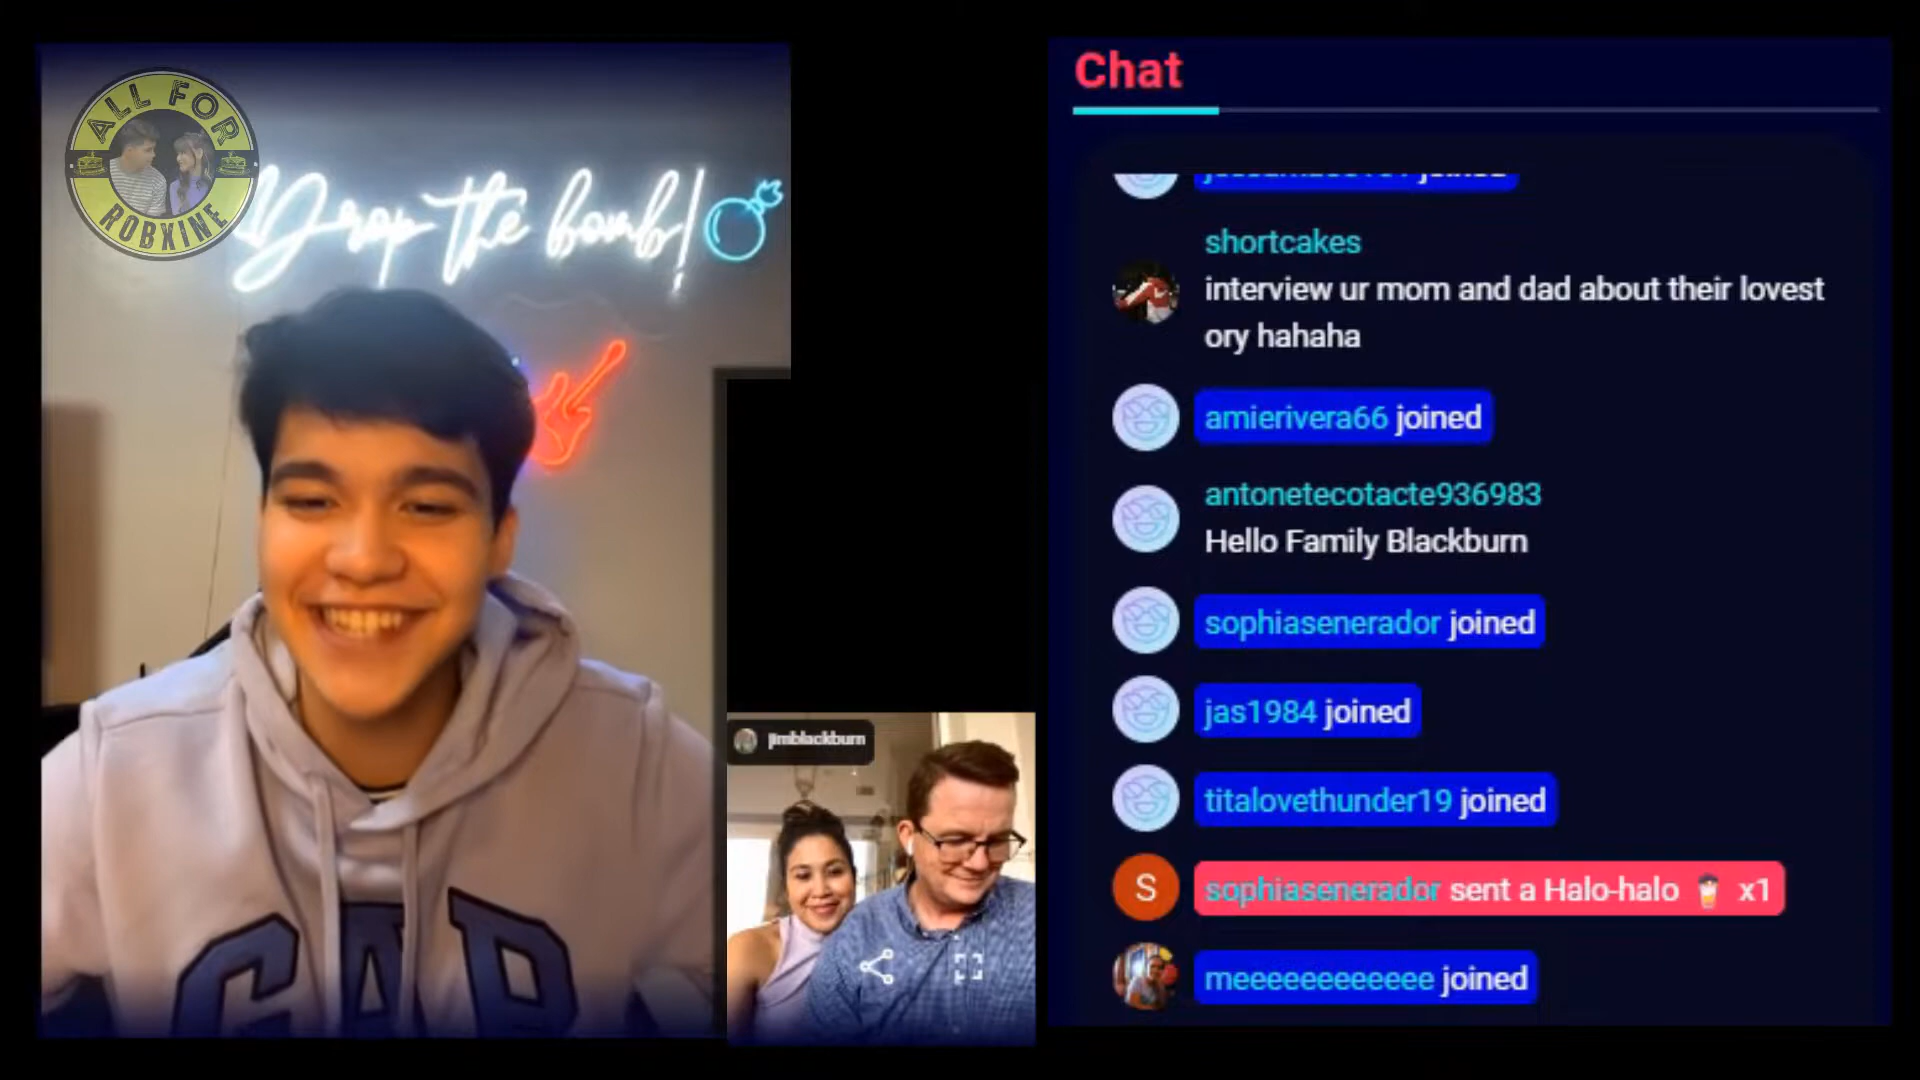 ALL FOR
ROBXINE
Drop the bomb!
GAP
jimblackburn
Chat
joined
shortcakes
interview ur mom and dad about their lovest
ory hahaha
amierivera66 joined
antonetecotacte936983
Hello Family Blackburn
sophiasenerador joined
jas1984 joined
titalovethunder19 joined
S
sophiasenerador sent a Halo-halo x1
meeeeeeeeeeee joined